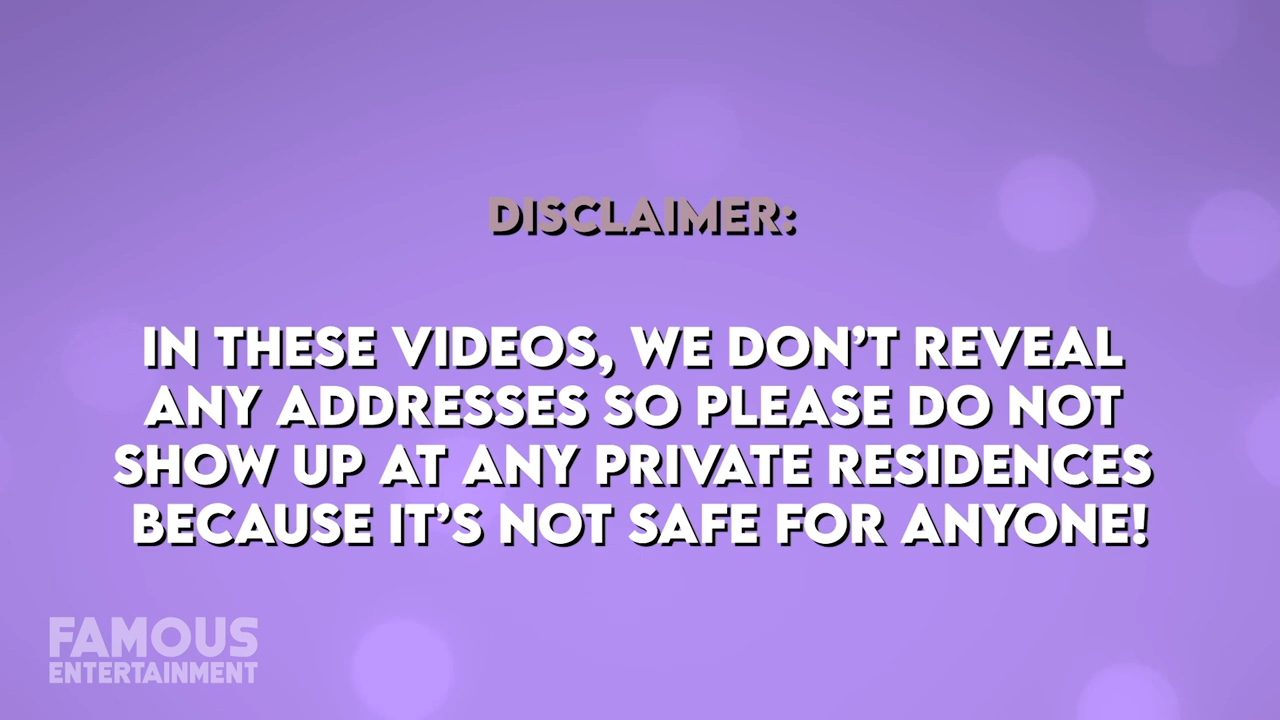 DISCLAIMER:
IN THESE VIDEOS, WE DON'T REVEAL
ANY ADDRESSES SO PLEASE DO NOT
SHOW UP AT ANY PRIVATE RESIDENCES
BECAUSE IT'S NOT SAFE FOR ANYONE!
FAMOUS
ENTERTAINMENT